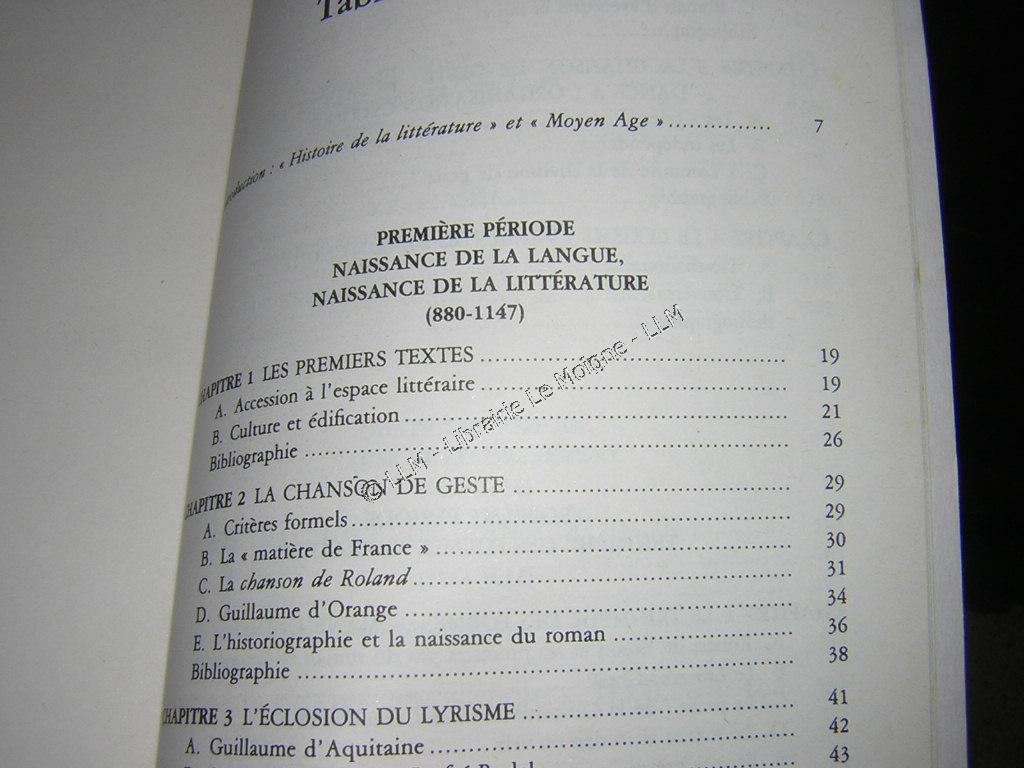 « Histoire de la littérature » et « Moyen Age »............... 7
PREMIÈRE PÉRIODE
NAISSANCE DE LA LANGUE,
NAISSANCE DE LA LITTÉRATURE
(880-1147)
CHAPITRE 1 LES PREMIERS TEXTES ........................................ 19
A. Accession à l'espace littéraire ........................................ 19
B. Culture et édification ........................................ 21
Bibliographie ........................................ 26
CHAPITRE 2 LA CHANSON DE GESTE ........................................ 29
A. Critères formels ........................................ 29
B. La « matière de France » ........................................ 30
C. La chanson de Roland ........................................ 31
D. Guillaume d'Orange ........................................ 34
E. L'historiographie et la naissance du roman ........................ 36
Bibliographie ........................................ 38
CHAPITRE 3 L'ÉCLOSION DU LYRISME ........................................ 41
A. Guillaume d'Aquitaine ........................................ 42
43
© LLM - Librairie Le Moigne - LLM